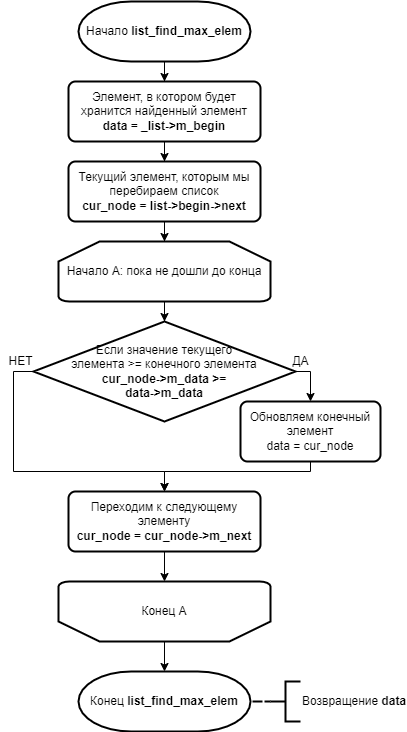 Начало list_find_max_elem
Элемент, в котором будет
хранится найденный элемент
data = _list->m_begin
Текущий элемент, которым мы
перебираем список
cur_node = list->begin->next
Начало А: пока не дошли до конца
Если значение текущего
элемента >= конечного элемента
cur_node->m_data >=
data->m_data
НЕТ
ДА
Обновляем конечный
элемент
data = cur_node
Переходим к следующему
элементу
cur_node = cur_node->m_next
Конец А
Конец list_find_max_elem
Возвращение data